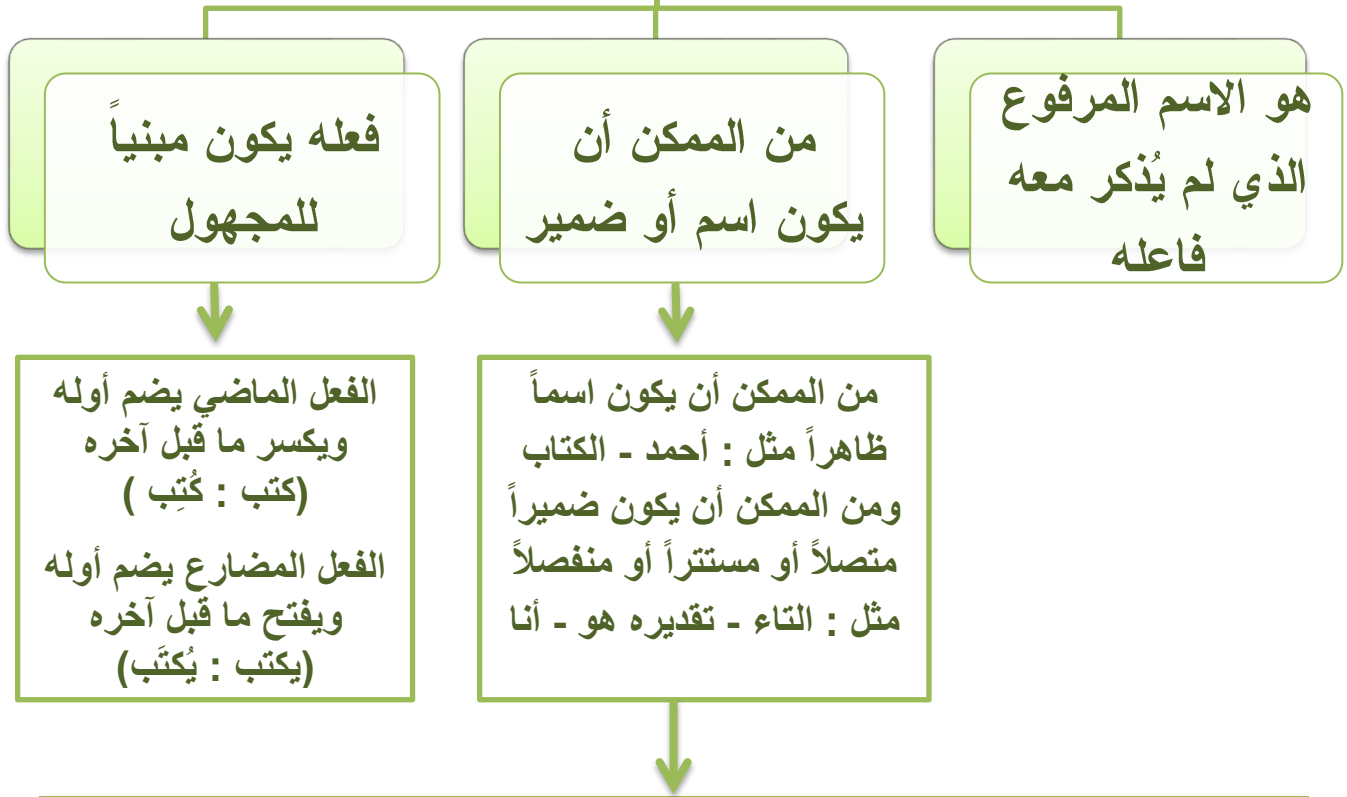 هو الاسم المرفوع
الذي لم يُذكر معه
فاعله
من الممكن أن
يكون اسم أو ضمير
فعله يكون مبنياً
للمجهول
من الممكن أن يكون اسماً
ظاهراً مثل : أحمد - الكتاب
ومن الممكن أن يكون ضميراً
متصلاً أو مستتراً أو منفصلاً
مثل : التاء - تقديره هو - أنا
الفعل الماضي يضم أوله
ويكسر ما قبل آخره
(كتب : كُتِب )
الفعل المضارع يضم أوله
ويفتح ما قبل آخره
(يكتب : يُكتَب)